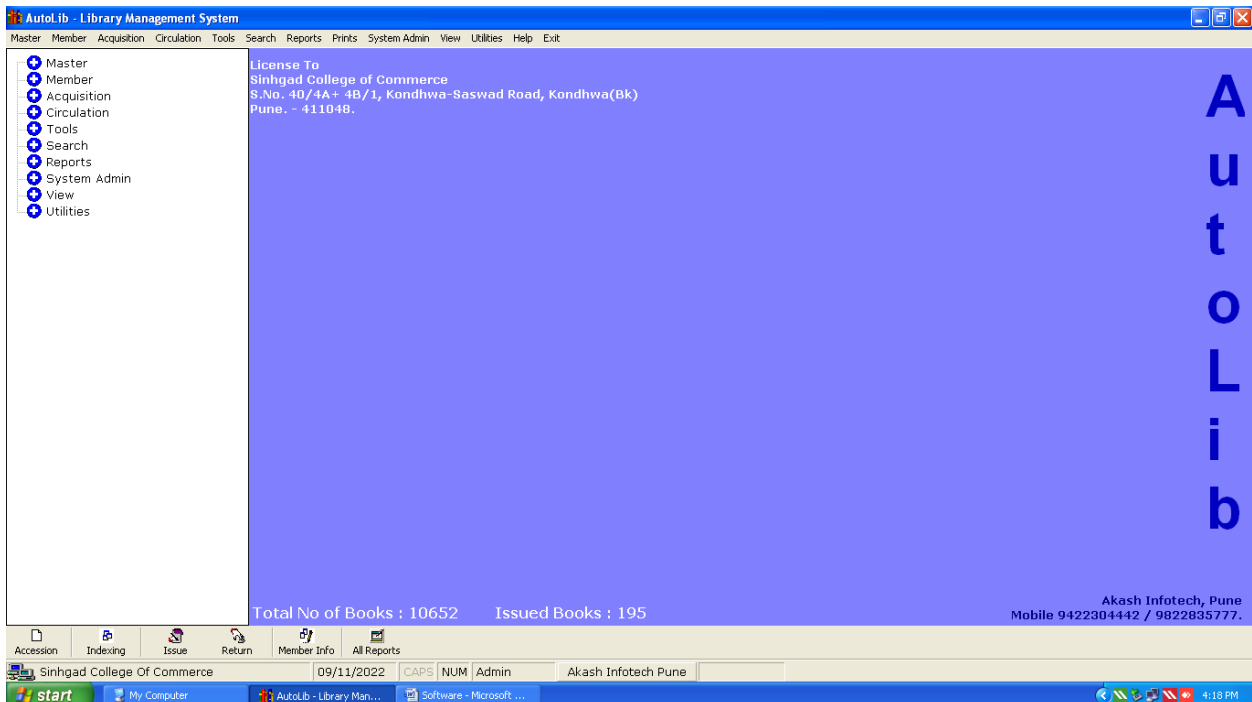 AutoLib - Library Management System
Master Member Acquisition Circulation Tools Search Reports Prints System Admin View Utilities Help Exit
Master
Member
Acquisition
Circulation
Tools
Search
Reports
System Admin
View
Utilities
License To
Sinhgad College of Commerce
S.No. 40/4A+ 4B/1, Kondhwa-Saswad Road, Kondhwa(Bk)
Pune. - 411048.
A
u
t
o
L
i
b
Total No of Books : 10652 Issued Books : 195
Akash Infotech, Pune
Mobile 9422304442 / 9822835777.
Accession Indexing Issue Return Member Info All Reports
Sinhgad College Of Commerce 09/11/2022 CAPS NUM Admin Akash Infotech Pune
start My Computer AutoLib - Library Man... Software - Microsoft ... 4:18 PM